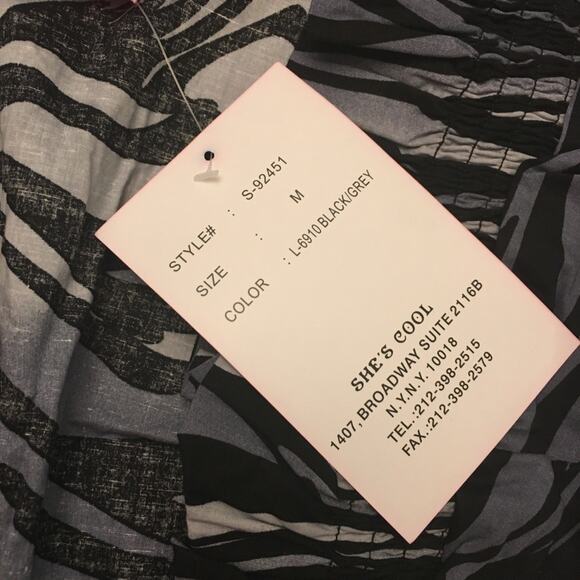 STYLE# : S-92451
SIZE : M
COLOR : L-6910 BLACK/GREY
SHE'S COOL
1407, BROADWAY SUITE 2116B
N.Y.N.Y. 10018
TEL.:212-398-2515
FAX.:212-398-2579